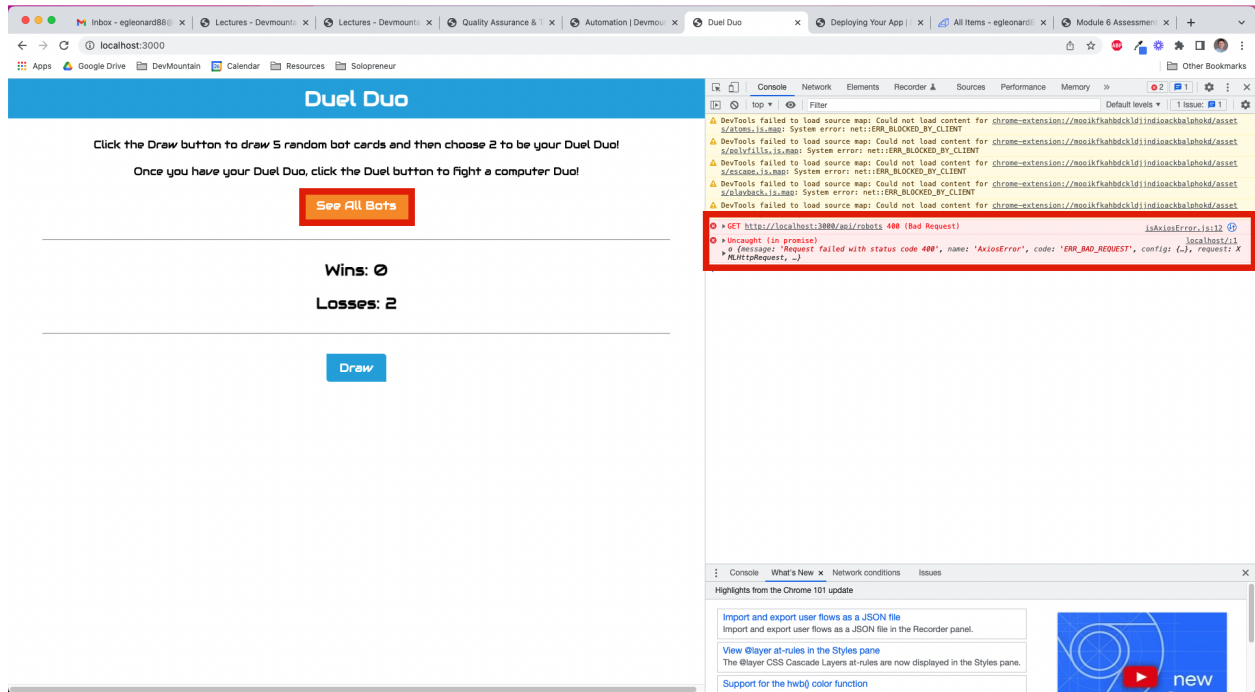 Inbox - egleonard88@
Lectures - Devmounta
Lectures - Devmounta
Quality Assurance & T
Automation | Devmou
Duel Duo
Deploying Your App |
All Items - egleonard8
Module 6 Assessment
localhost:3000
Apps
Google Drive
DevMountain
Calendar
Resources
Solopreneur
Other Bookmarks
Duel Duo
Click the Draw button to draw 5 random bot cards and then choose 2 to be your Duel Duo!
Once you have your Duel Duo, click the Duel button to fight a computer Duo!
See All Bots
Wins: 0
Losses: 2
Draw
Console Network Elements Recorder Sources Performance Memory » 2 1
top Filter Default levels 1 Issue: 1
DevTools failed to load source map: Could not load content for chrome-extension://mooikfkahbdckldjjndioackbalphokd/asset
s/atoms.js.map: System error: net::ERR_BLOCKED_BY_CLIENT
DevTools failed to load source map: Could not load content for chrome-extension://mooikfkahbdckldjjndioackbalphokd/asset
s/polyfills.js.map: System error: net::ERR_BLOCKED_BY_CLIENT
DevTools failed to load source map: Could not load content for chrome-extension://mooikfkahbdckldjjndioackbalphokd/asset
s/escape.js.map: System error: net::ERR_BLOCKED_BY_CLIENT
DevTools failed to load source map: Could not load content for chrome-extension://mooikfkahbdckldjjndioackbalphokd/asset
s/playback.js.map: System error: net::ERR_BLOCKED_BY_CLIENT
DevTools failed to load source map: Could not load content for chrome-extension://mooikfkahbdckldjjndioackbalphokd/asset
GET http://localhost:3000/api/robots 400 (Bad Request) isAxiosError.js:12
Uncaught (in promise) localhost/:1
o {message: 'Request failed with status code 400', name: 'AxiosError', code: 'ERR_BAD_REQUEST', config: {…}, request: X
MLHttpRequest, …}
Console What's New × Network conditions Issues
Highlights from the Chrome 101 update
Import and export user flows as a JSON file
Import and export user flows as a JSON file in the Recorder panel.
View @layer at-rules in the Styles pane
The @layer CSS Cascade Layers at-rules are now displayed in the Styles pane.
Support for the hwb() color function
new